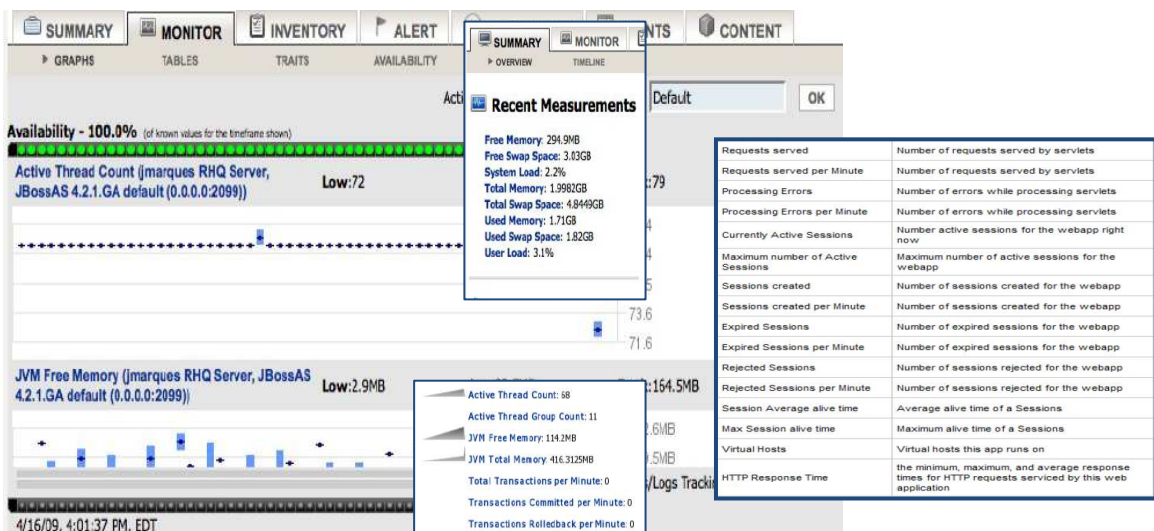 SUMMARY MONITOR INVENTORY ALERT CONTENT
GRAPHS TABLES TRAITS AVAILABILITY
Default OK
Availability - 100.0% (of known values for the timeframe shown)
Active Thread Count (jmarques RHQ Server,
JBossAS 4.2.1.GA default (0.0.0.0:2099))
Low:72
:79
73.6
71.6
JVM Free Memory (jmarques RHQ Server, JBossAS
4.2.1.GA default (0.0.0.0:2099))
Low:2.9MB
:164.5MB
4/16/09, 4:01:37 PM, EDT
SUMMARY MONITOR
OVERVIEW TIMELINE
Recent Measurements
Free Memory: 294.9MB
Free Swap Space: 3.03GB
System Load: 2.2%
Total Memory: 1.9982GB
Total Swap Space: 4.8449GB
Used Memory: 1.71GB
Used Swap Space: 1.82GB
User Load: 3.1%
Active Thread Count: 68
Active Thread Group Count: 11
JVM Free Memory: 114.2MB
JVM Total Memory: 416.3125MB
Total Transactions per Minute: 0
Transactions Committed per Minute: 0
Transactions Rolledback per Minute: 0
Requests served Number of requests served by servlets
Requests served per Minute Number of requests served by servlets
Processing Errors Number of errors while processing servlets
Processing Errors per Minute Number of errors while processing servlets
Currently Active Sessions Number active sessions for the webapp right
now
Maximum number of Active Maximum number of active sessions for the
Sessions webapp
Sessions created Number of sessions created for the webapp
Sessions created per Minute Number of sessions created for the webapp
Expired Sessions Number of expired sessions for the webapp
Expired Sessions per Minute Number of expired sessions for the webapp
Rejected Sessions Number of sessions rejected for the webapp
Rejected Sessions per Minute Number of sessions rejected for the webapp
Session Average alive time Average alive time of a Sessions
Max Session alive time Maximum alive time of a Sessions
Virtual Hosts Virtual hosts this app runs on
HTTP Response Time the minimum, maximum, and average response
times for HTTP requests serviced by this web
application